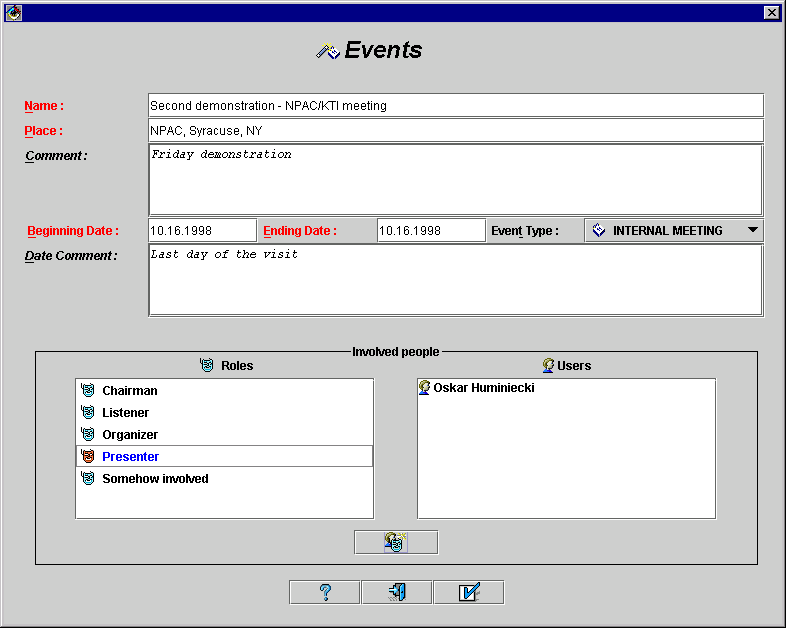 Events
Name :
Second demonstration - NPAC/KTI meeting
Place :
NPAC, Syracuse, NY
Comment :
Friday demonstration
Beginning Date :
10.16.1998
Ending Date :
10.16.1998
Event Type :
INTERNAL MEETING
Date Comment :
Last day of the visit
Involved people
Roles
Users
Chairman
Listener
Organizer
Presenter
Somehow involved
Oskar Huminiecki
?